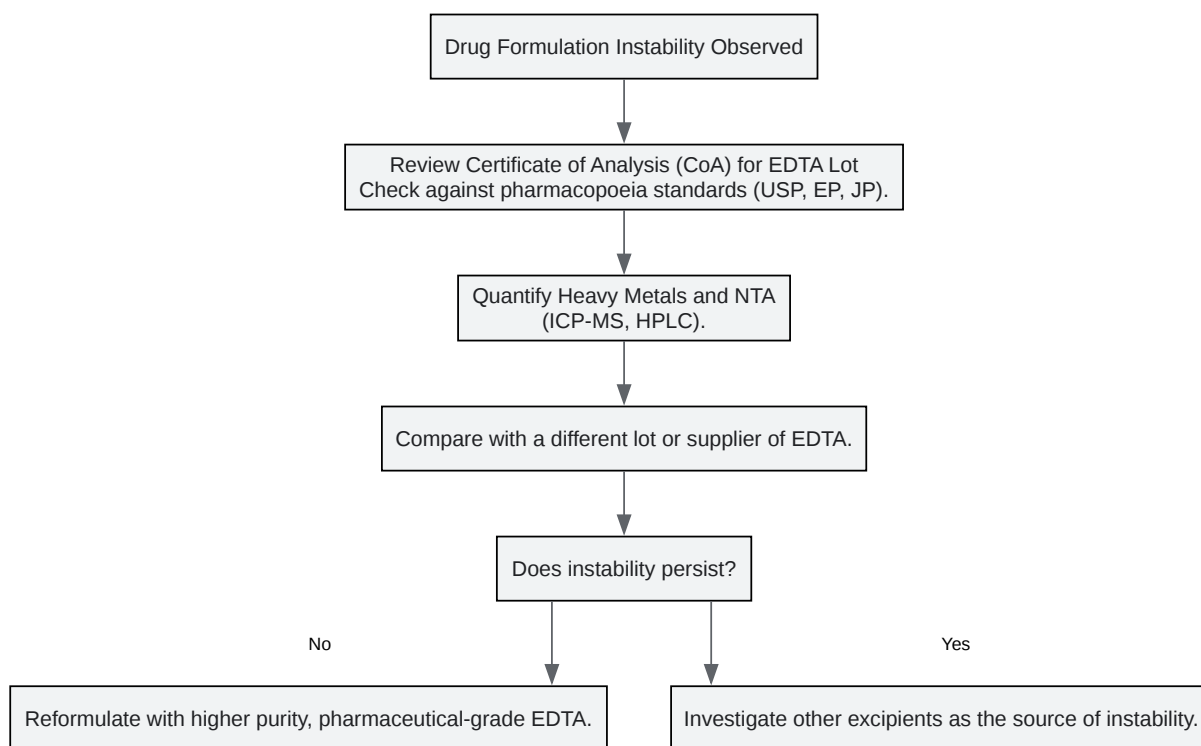 Drug Formulation Instability Observed
Review Certificate of Analysis (CoA) for EDTA Lot
Check against pharmacopoeia standards (USP, EP, JP).
Quantify Heavy Metals and NTA
(ICP-MS, HPLC).
Compare with a different lot or supplier of EDTA.
Does instability persist?
No
Yes
Reformulate with higher purity, pharmaceutical-grade EDTA.
Investigate other excipients as the source of instability.